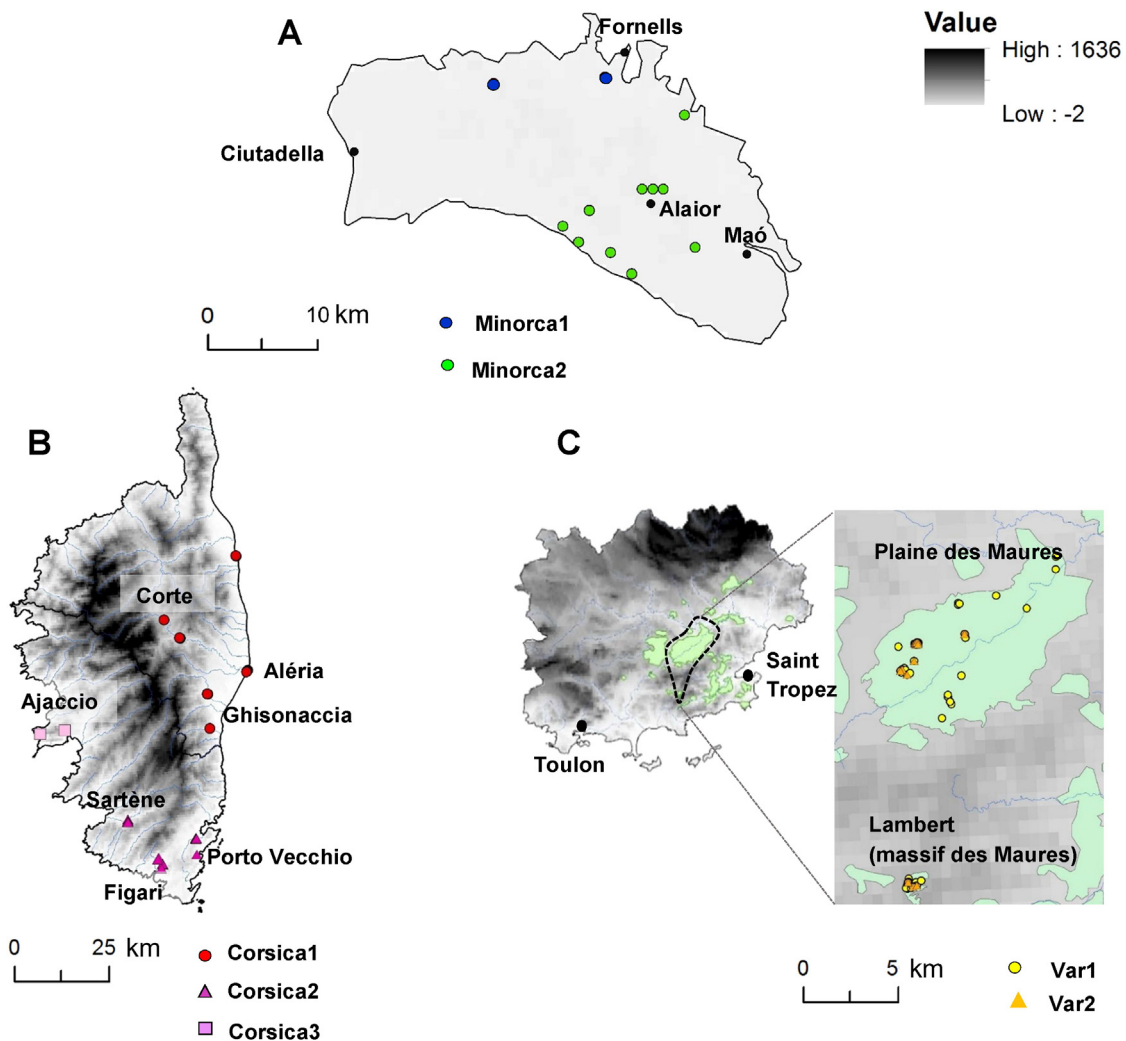 A
Fornells
Value
High : 1636
Low : -2
Ciutadella
Alaior
Maó
0 10 km
Minorca1
Minorca2
B
Corte
Aléria
Ajaccio
Ghisonaccia
Sartène
Porto Vecchio
Figari
0 25 km
Corsica1
Corsica2
Corsica3
C
Saint
Tropez
Toulon
Plaine des Maures
Lambert
(massif des Maures)
0 5 km
Var1
Var2